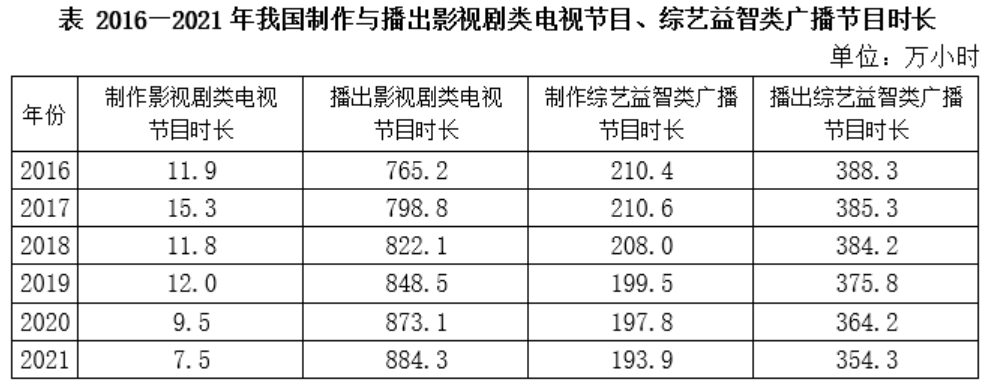 表 2016—2021年我国制作与播出影视剧类电视节目、综艺益智类广播节目时长
单位：万小时
年份 制作影视剧类电视节目时长 播出影视剧类电视节目时长 制作综艺益智类广播节目时长 播出综艺益智类广播节目时长
2016 11.9 765.2 210.4 388.3
2017 15.3 798.8 210.6 385.3
2018 11.8 822.1 208.0 384.2
2019 12.0 848.5 199.5 375.8
2020 9.5 873.1 197.8 364.2
2021 7.5 884.3 193.9 354.3